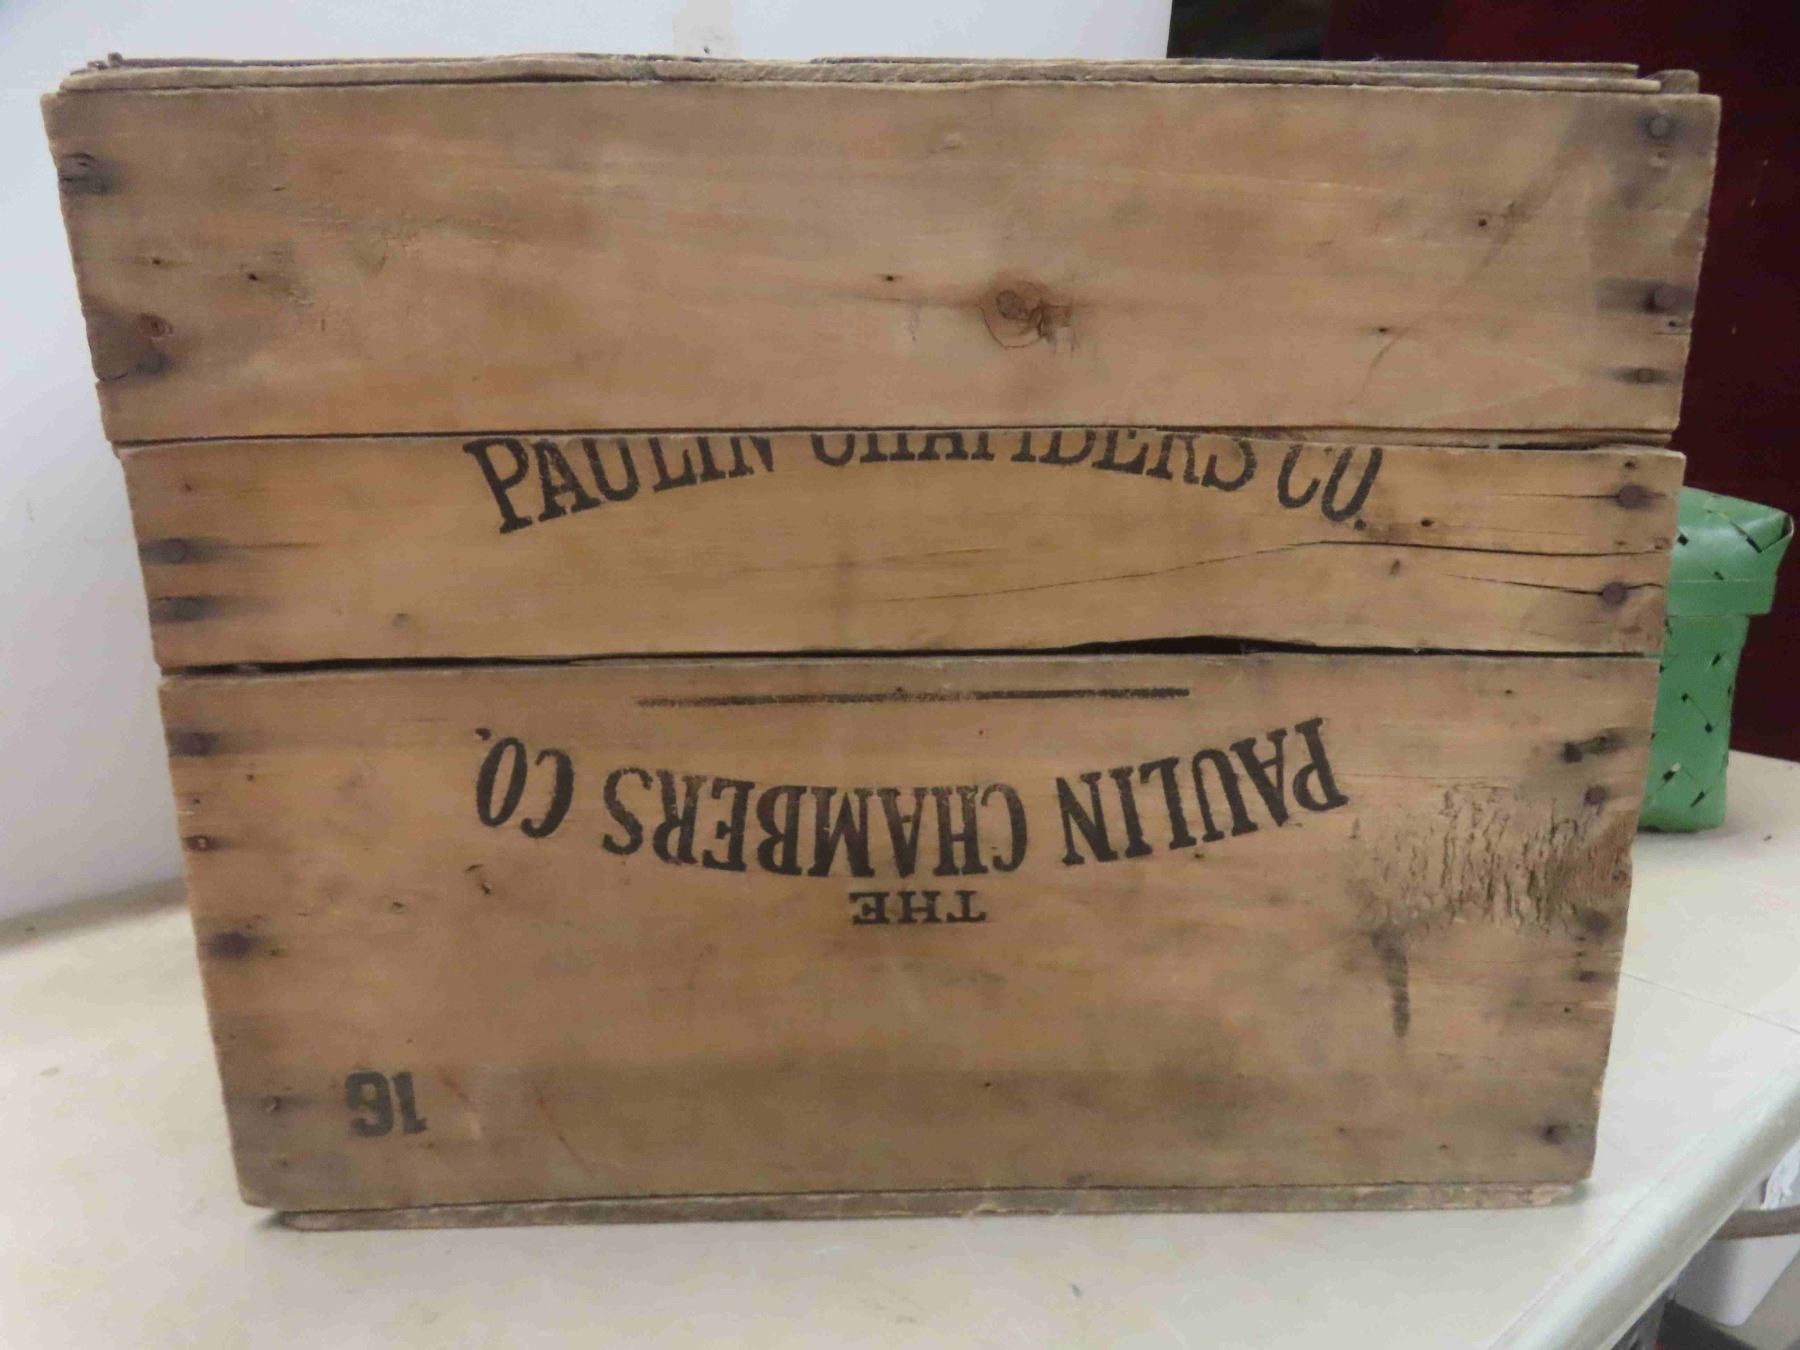 PAULIN CHAMBERS CO.
THE
PAULIN CHAMBERS CO.
16